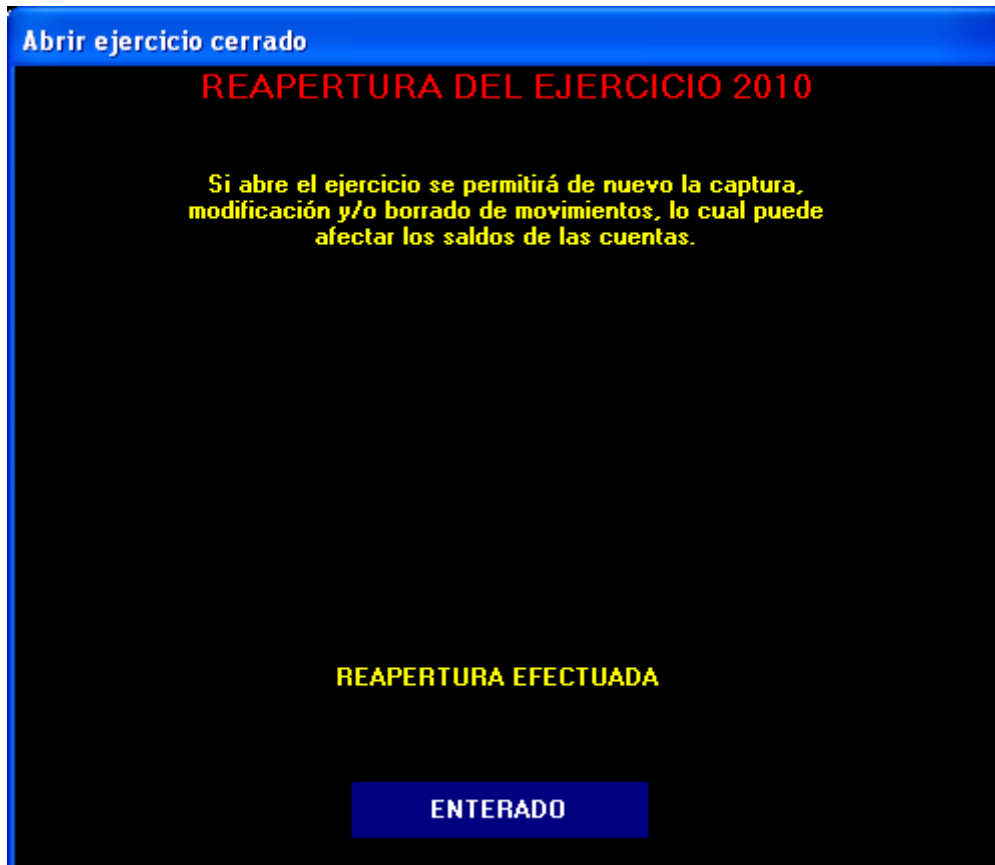 Abrir ejercicio cerrado
REAPERTURA DEL EJERCICIO 2010
Si abre el ejercicio se permitirá de nuevo la captura,
modificación y/o borrado de movimientos, lo cual puede
afectar los saldos de las cuentas.
REAPERTURA EFECTUADA
ENTERADO